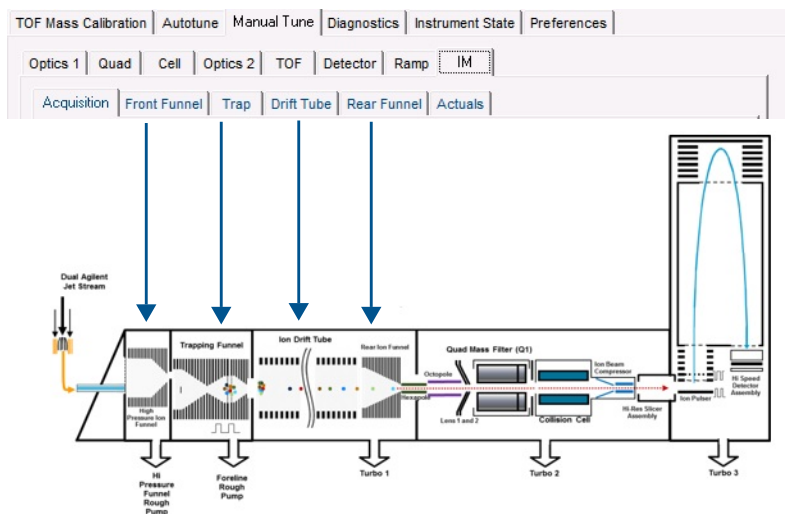 TOF Mass Calibration Autotune Manual Tune Diagnostics Instrument State Preferences
Optics 1 Quad Cell Optics 2 TOF Detector Ramp IM
Acquisition Front Funnel Trap Drift Tube Rear Funnel Actuals
Dual Agilent
Jet Stream
Trapping Funnel
Ion Drift Tube
Rear Ion Funnel
Quad Mass Filter (Q1)
Octopole
Ion Beam
Compressor
Hexapole
High
Pressure Ion
Funnel
Lens 1 and 2
Collision Cell
Hi-Res Slicer
Assembly
Ion Pulser
Hi Speed
Detector
Assembly
Hi
Pressure
Funnel
Rough
Pump
Foreline
Rough
Pump
Turbo 1
Turbo 2
Turbo 3